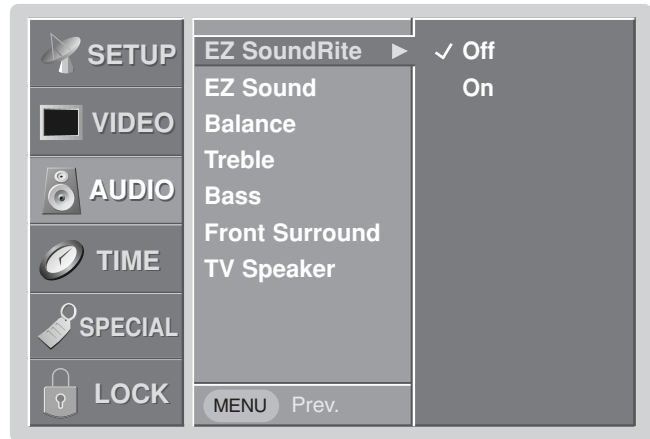 SETUP
VIDEO
AUDIO
TIME
SPECIAL
LOCK
EZ SoundRite ►
EZ Sound
Balance
Treble
Bass
Front Surround
TV Speaker
MENU Prev.
✓ Off
On